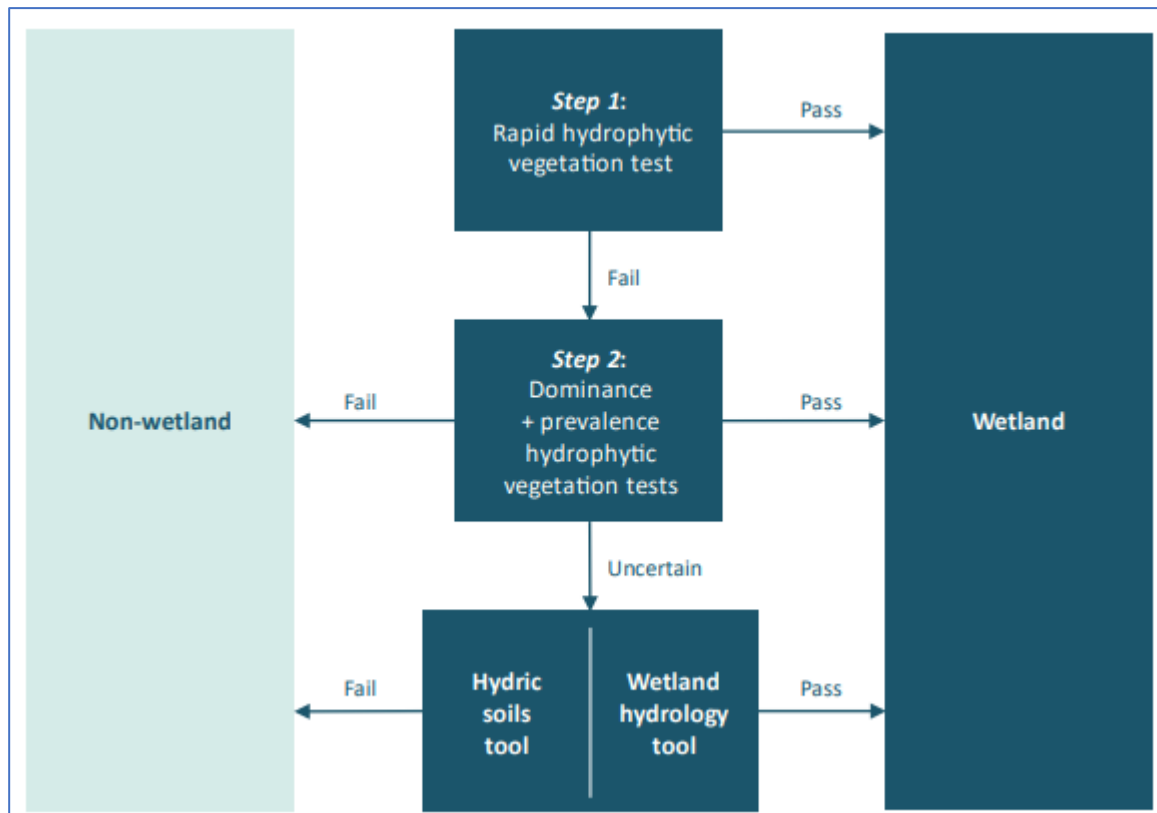 Step 1:
Rapid hydrophytic
vegetation test
Pass
Fail
Step 2:
Dominance
+ prevalence
hydrophytic
vegetation tests
Fail
Pass
Non-wetland
Wetland
Uncertain
Hydric
soils
tool
Wetland
hydrology
tool
Fail
Pass